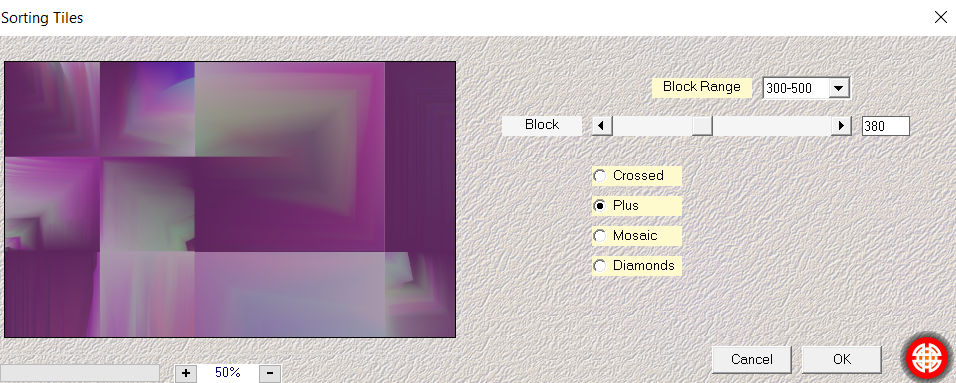 Sorting Tiles
Block Range 300-500
Block 380
Crossed
Plus
Mosaic
Diamonds
Cancel OK
+ 50% -